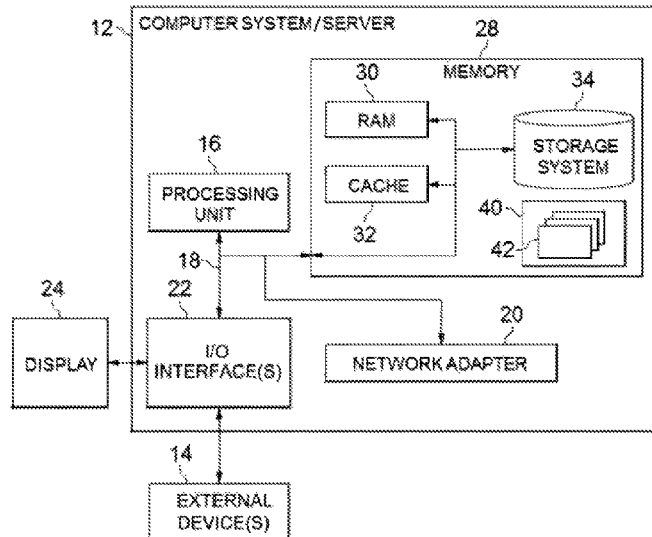 12
COMPUTER SYSTEM/SERVER
28
MEMORY
30
RAM
34
STORAGE
SYSTEM
16
PROCESSING
UNIT
CACHE
32
40
42
18
24
22
20
DISPLAY
I/O
INTERFACE(S)
NETWORK ADAPTER
14
EXTERNAL
DEVICE(S)